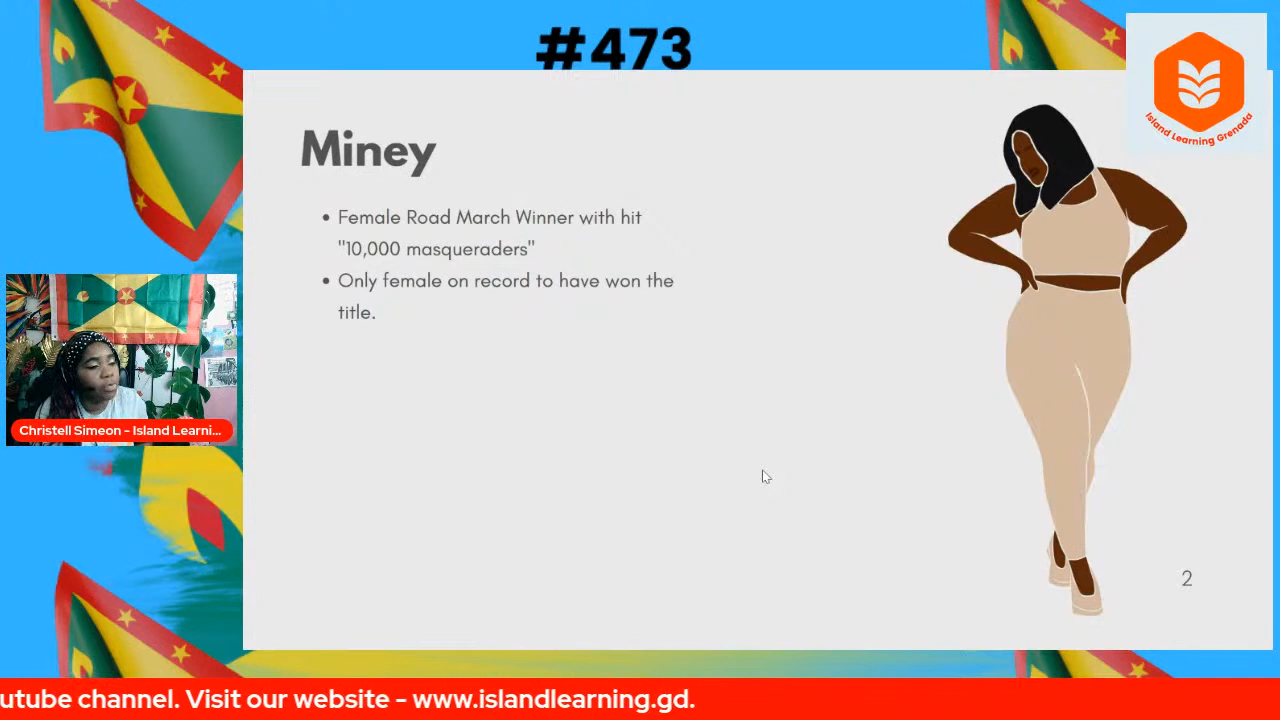 #473
Island Learning Grenada
Miney
• Female Road March Winner with hit
"10,000 masqueraders"
• Only female on record to have won the
title.
Christell Simeon - Island Learni...
2
utube channel. Visit our website - www.islandlearning.gd.